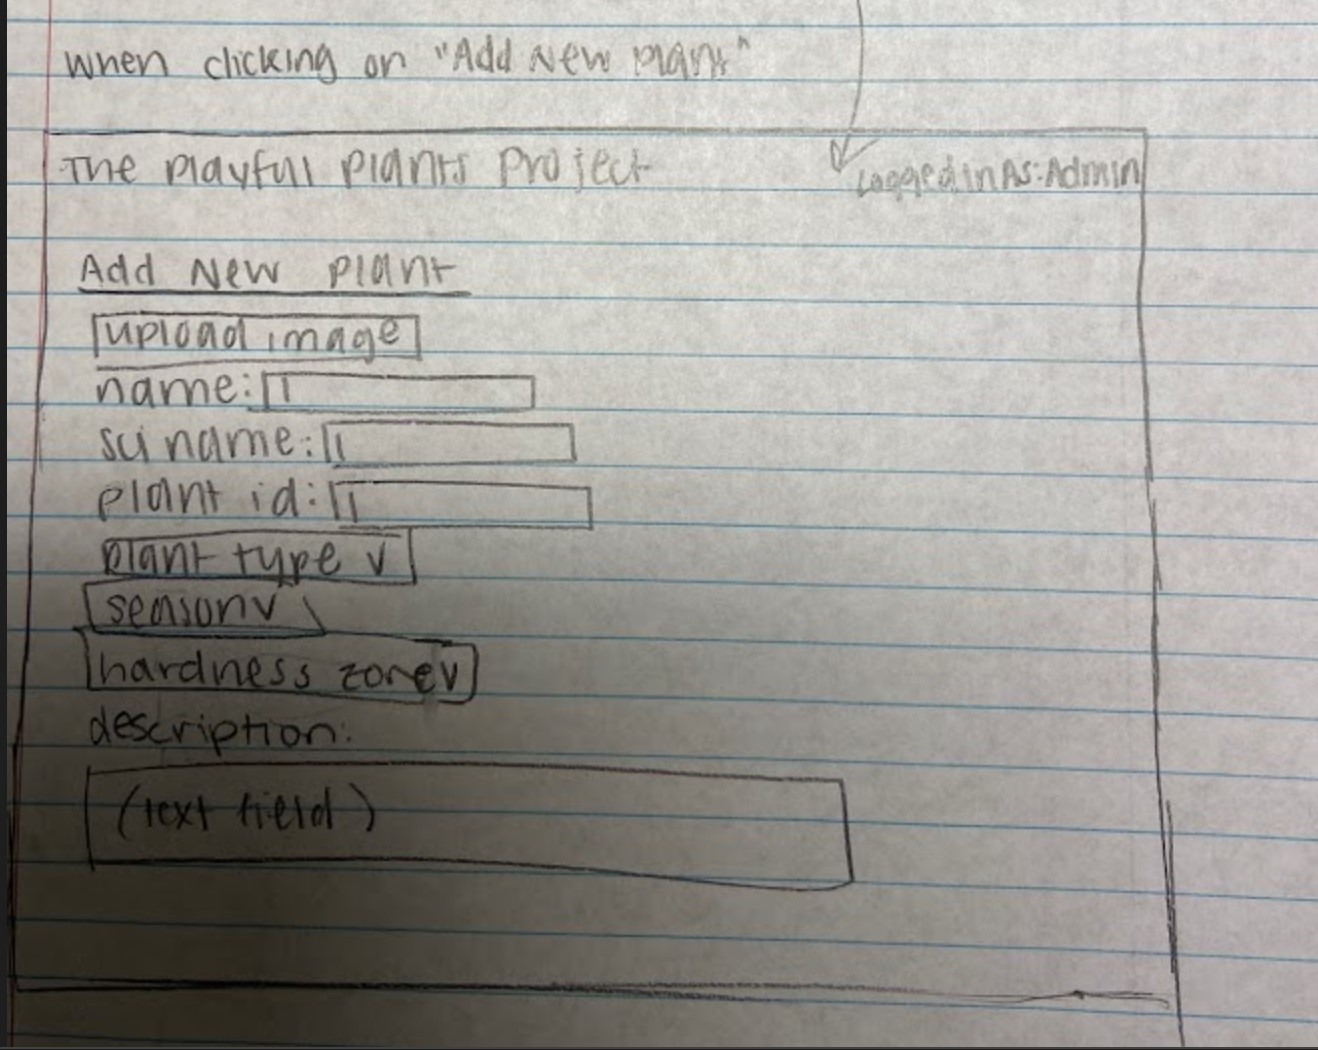 When clicking on "Add New Plant"
The Playfull Plants Project
Logged in As: Admin
Add New Plant
upload image
name:
sci name:
plant id:
plant type v
season v
hardness zone v
description:
(text field)